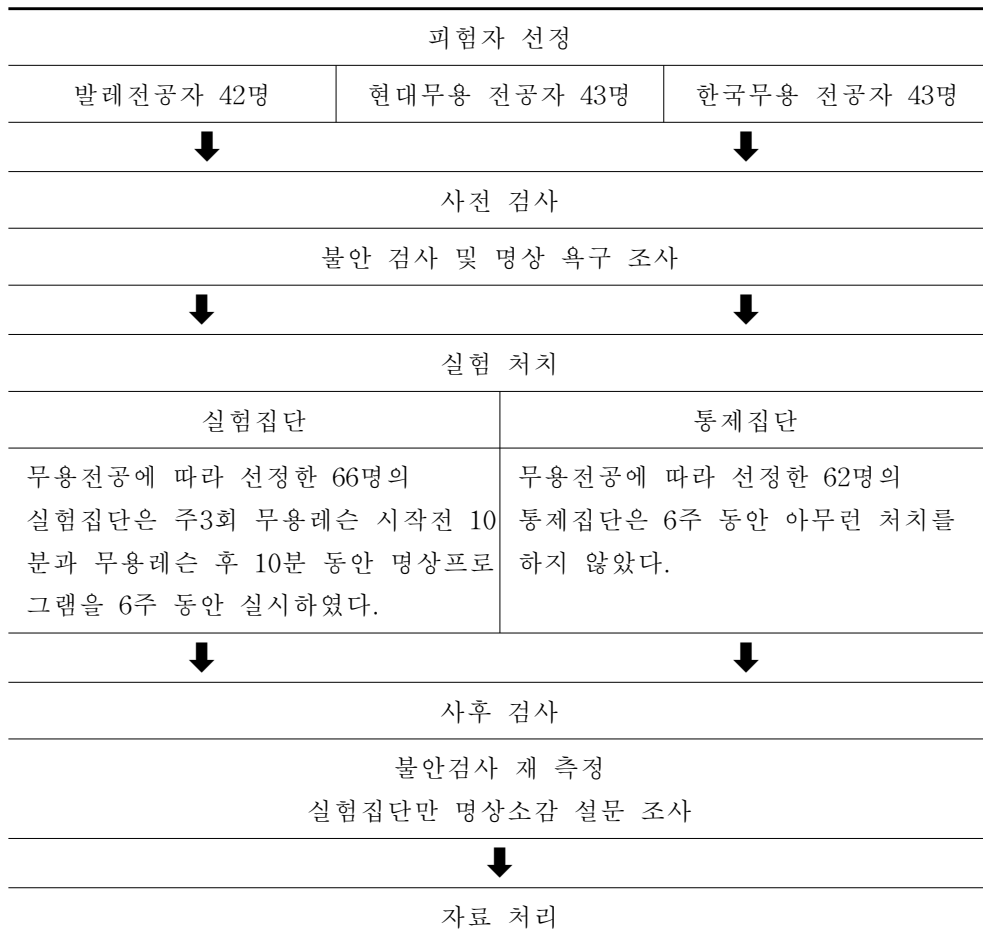 피험자 선정
발레전공자 42명
현대무용 전공자 43명
한국무용 전공자 43명
사전 검사
불안 검사 및 명상 욕구 조사
실험 처치
실험집단
통제집단
무용전공에 따라 선정한 66명의
실험집단은 주3회 무용레슨 시작전 10
분과 무용레슨 후 10분 동안 명상프로
그램을 6주 동안 실시하였다.
무용전공에 따라 선정한 62명의
통제집단은 6주 동안 아무런 처치를
하지 않았다.
사후 검사
불안검사 재 측정
실험집단만 명상소감 설문 조사
자료 처리